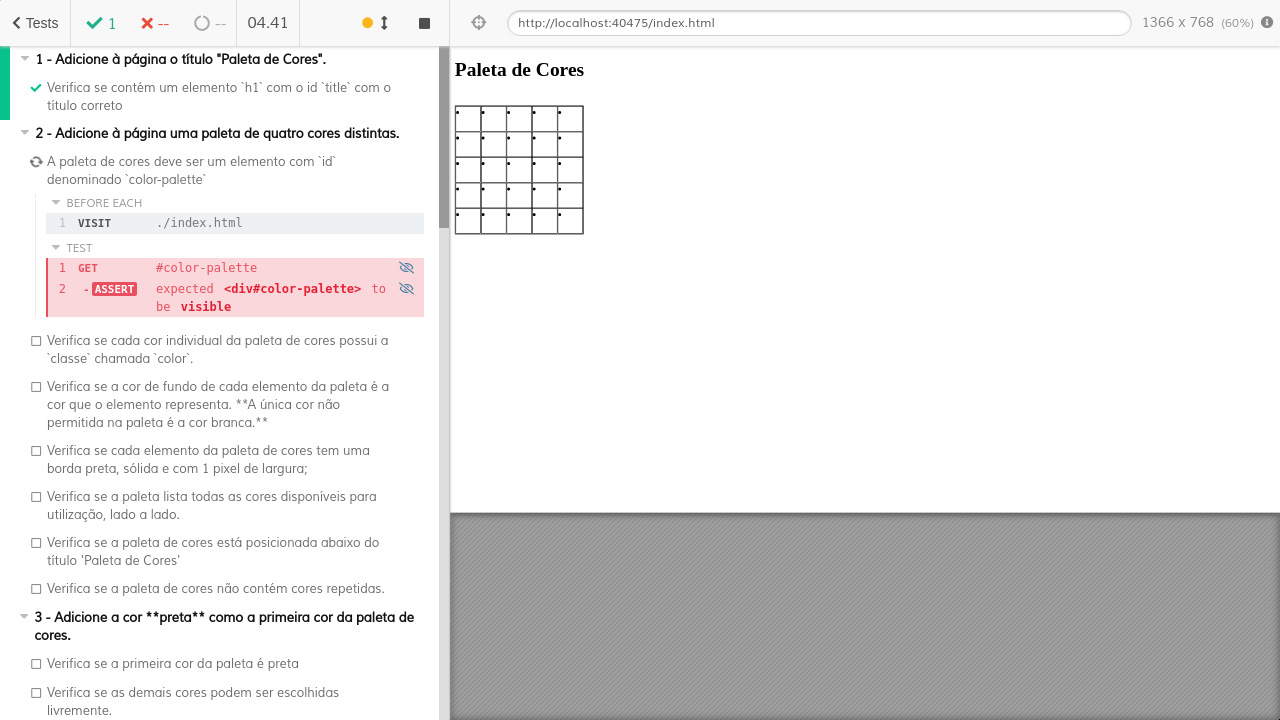 Tests
1
--
--
04.41
http://localhost:40475/index.html
1366 x 768 (60%)
1 - Adicione à página o título "Paleta de Cores".
Verifica se contém um elemento `h1` com o id `title` com o
título correto
2 - Adicione à página uma paleta de quatro cores distintas.
A paleta de cores deve ser um elemento com `id`
denominado `color-palette`
BEFORE EACH
1 VISIT ./index.html
TEST
1 GET #color-palette
2 -ASSERT expected <div#color-palette> to
be visible
Verifica se cada cor individual da paleta de cores possui a
`classe` chamada `color`.
Verifica se a cor de fundo de cada elemento da paleta é a
cor que o elemento representa. **A única cor não
permitida na paleta é a cor branca.**
Verifica se cada elemento da paleta de cores tem uma
borda preta, sólida e com 1 pixel de largura;
Verifica se a paleta lista todas as cores disponíveis para
utilização, lado a lado.
Verifica se a paleta de cores está posicionada abaixo do
título 'Paleta de Cores'
Verifica se a paleta de cores não contém cores repetidas.
3 - Adicione a cor **preta** como a primeira cor da paleta de
cores.
Verifica se a primeira cor da paleta é preta
Verifica se as demais cores podem ser escolhidas
livremente.
Paleta de Cores